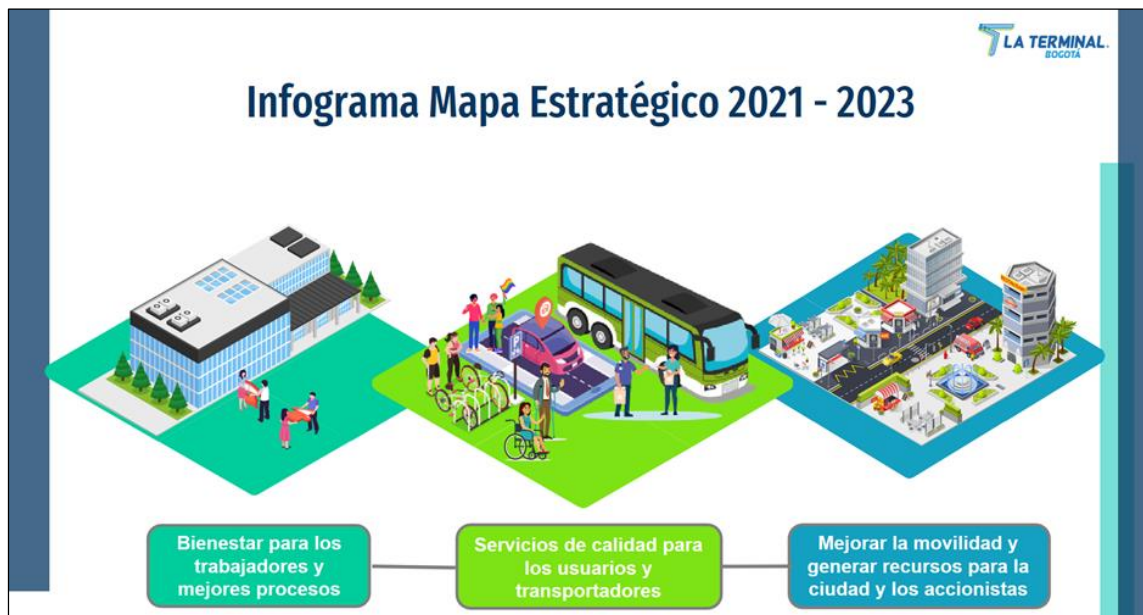 LA TERMINAL.
BOGOTÁ
Infograma Mapa Estratégico 2021 - 2023
Bienestar para los
trabajadores y
mejores procesos
Servicios de calidad para
los usuarios y
transportadores
Mejorar la movilidad y
generar recursos para la
ciudad y los accionistas